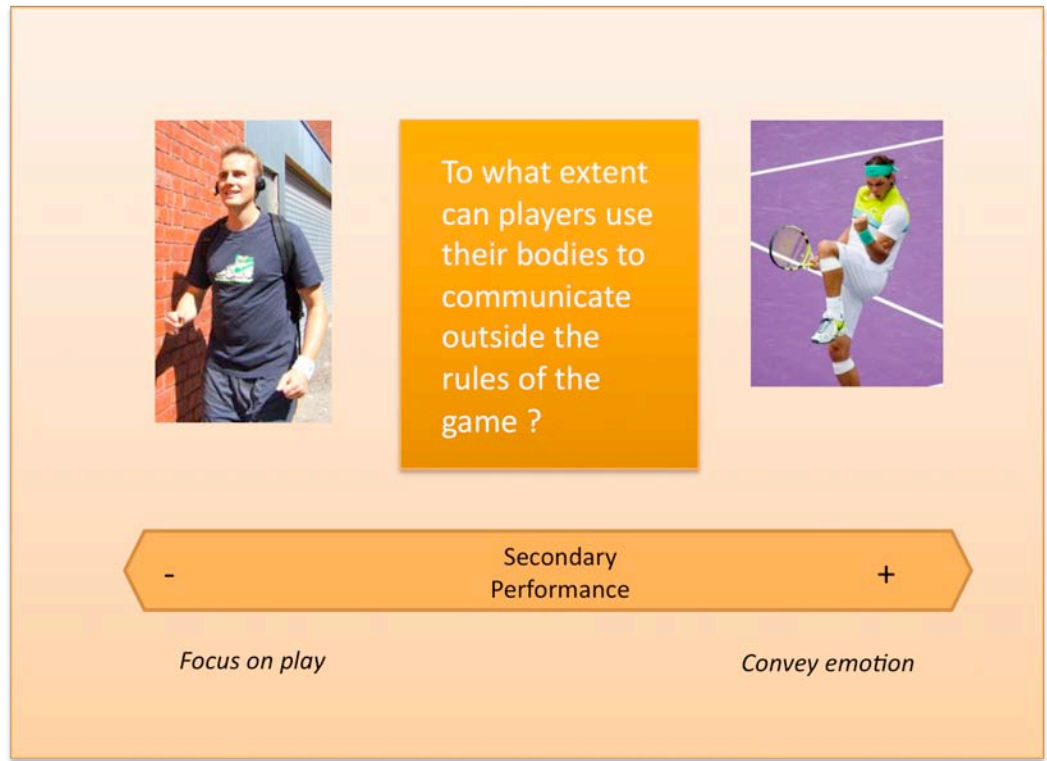 To what extent
can players use
their bodies to
communicate
outside the
rules of the
game ?
-
Secondary
Performance
+
Focus on play
Convey emotion